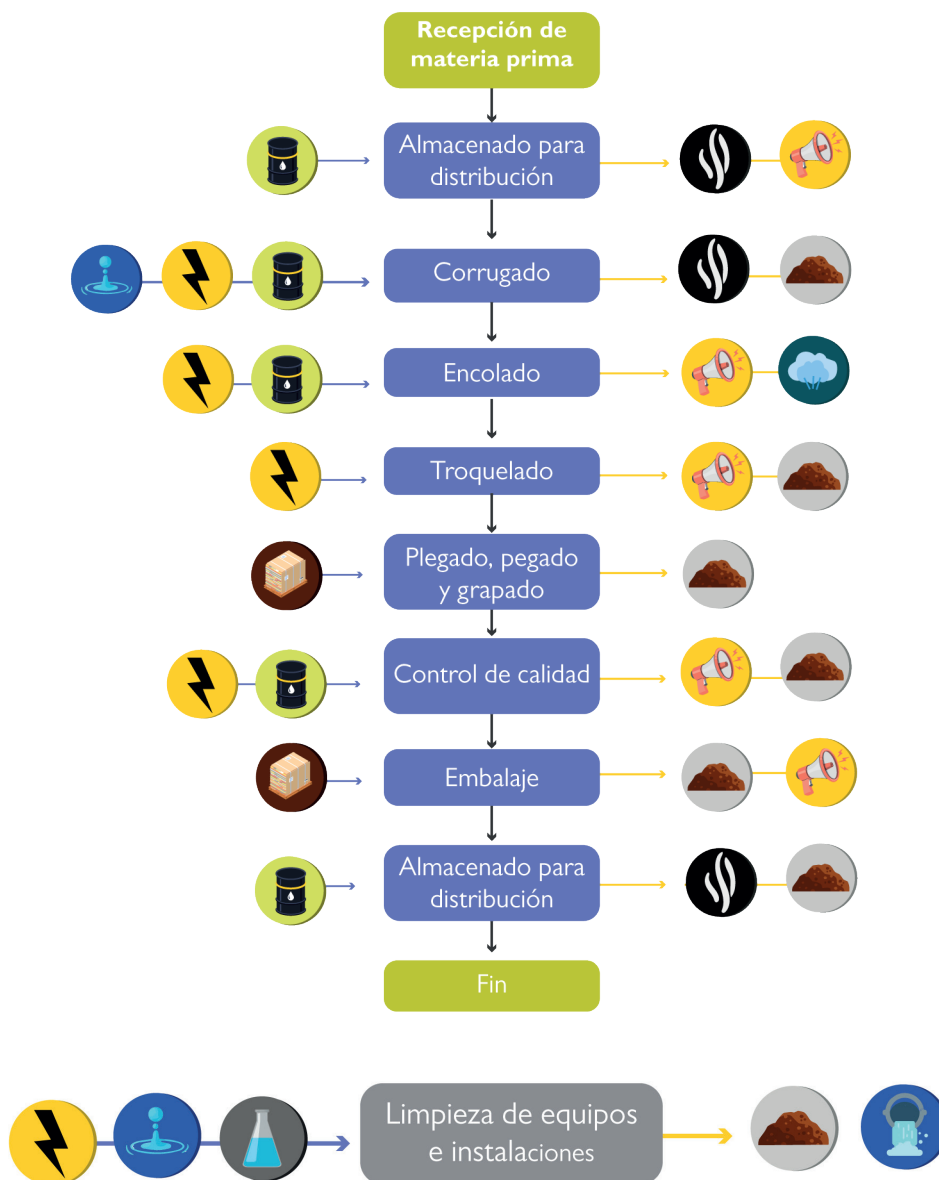 Recepción de
materia prima
Almacenado para
distribución
Corrugado
Encolado
Troquelado
Plegado, pegado
y grapado
Control de calidad
Embalaje
Almacenado para
distribución
Fin
Limpieza de equipos
e instalaciones